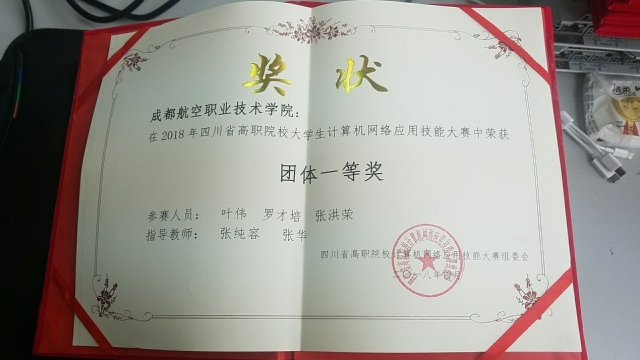 奖 状
成都航空职业技术学院：
在2018年四川省高职院校大学生计算机网络应用技能大赛中荣获
团体一等奖
参赛人员： 叶伟 罗才培 张洪荣
指导教师： 张纯容 张华
四川省高职院校计算机网络应用技能大赛组委会